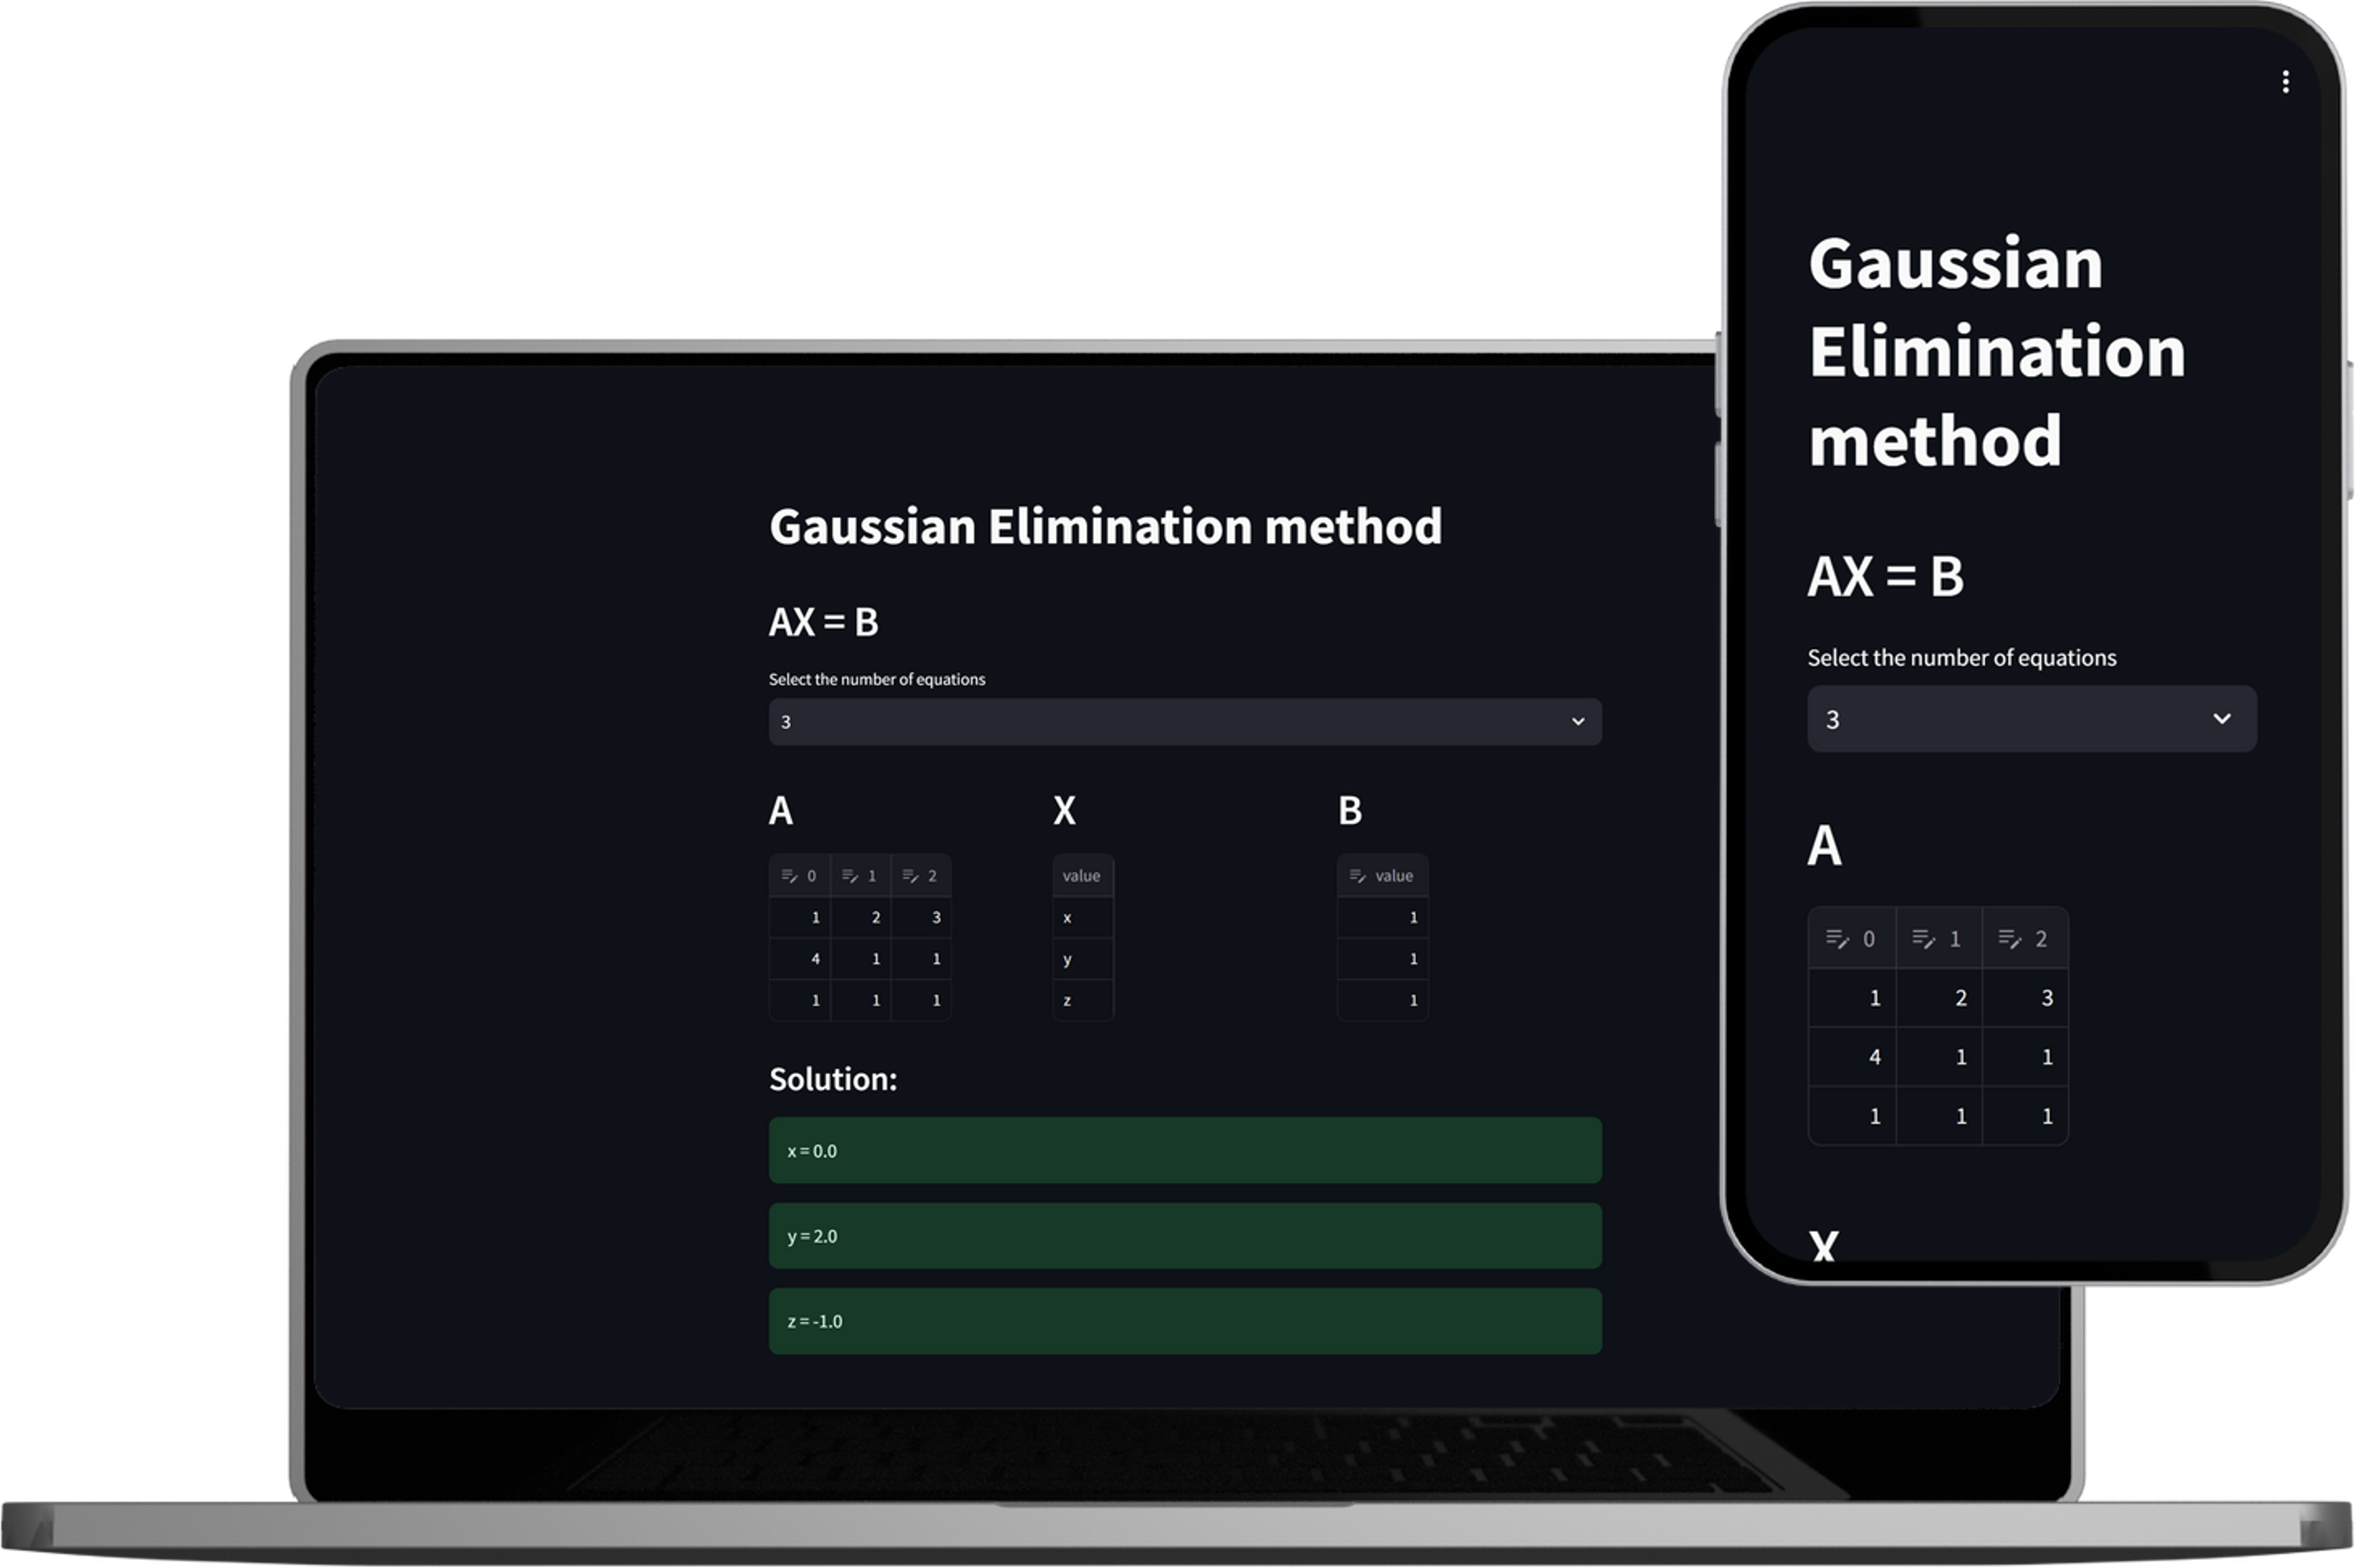 Gaussian Elimination method
AX = B
Select the number of equations
3
A X B
0 1 2 value value
1 2 3 x 1
4 1 1 y 1
1 1 1 z 1
Solution:
x = 0.0
y = 2.0
z = -1.0
Gaussian
Elimination
method
AX = B
Select the number of equations
3
A
0 1 2
1 2 3
4 1 1
1 1 1
X